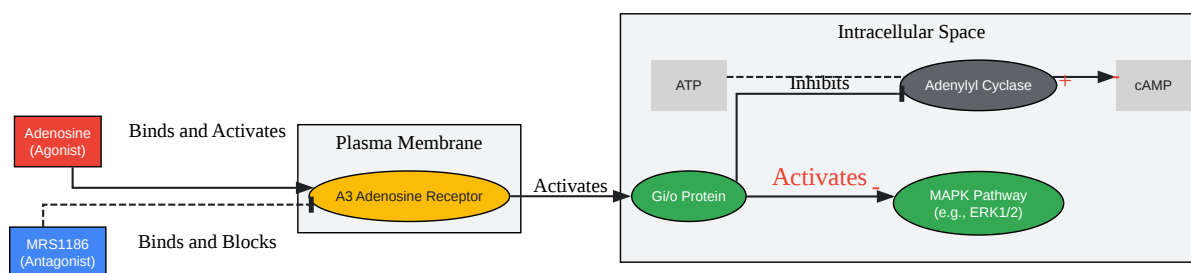 Intracellular Space
ATP
Inhibits
Adenylyl Cyclase
+
-
cAMP
Adenosine
(Agonist)
Binds and Activates
Plasma Membrane
A3 Adenosine Receptor
Activates
Gi/o Protein
Activates
-
MAPK Pathway
(e.g., ERK1/2)
MRS1186
(Antagonist)
Binds and Blocks